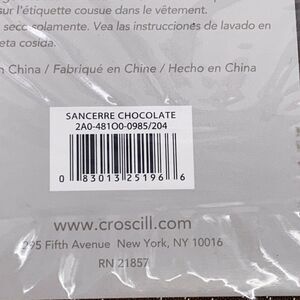 sur l'étiquette cousue dans le vêtement.
seco solamente. Vea las instrucciones de lavado en
eta cosida.
n China / Fabriqué en Chine / Hecho en China
SANCERRE CHOCOLATE
2A0-481O0-0985/204
0 83013 25196 6
www.croscill.com
295 Fifth Avenue New York, NY 10016
RN 21857